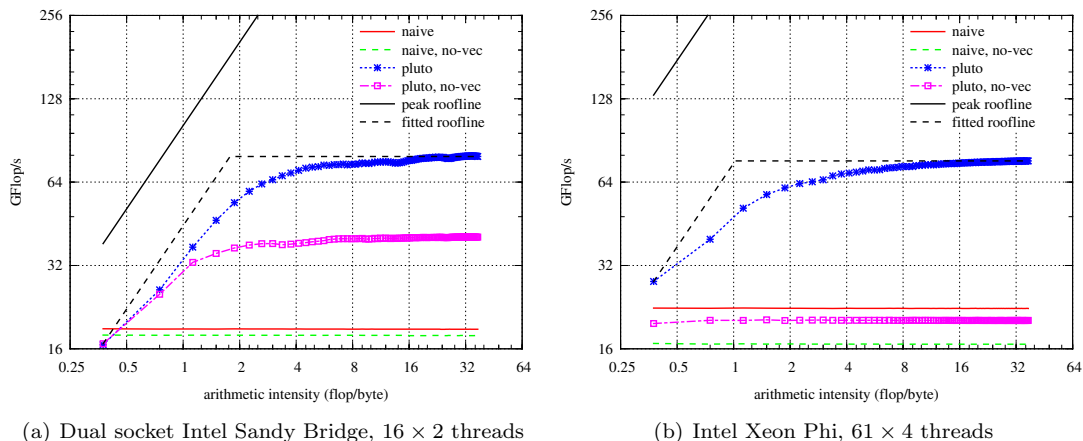 256
128
64
32
16
GFlop/s
naive
naive, no-vec
pluto
pluto, no-vec
peak roofline
fitted roofline
0.25 0.5 1 2 4 8 16 32 64
arithmetic intensity (flop/byte)
(a) Dual socket Intel Sandy Bridge, 16 × 2 threads
256
128
64
32
16
GFlop/s
naive
naive, no-vec
pluto
pluto, no-vec
peak roofline
fitted roofline
0.25 0.5 1 2 4 8 16 32 64
arithmetic intensity (flop/byte)
(b) Intel Xeon Phi, 61 × 4 threads